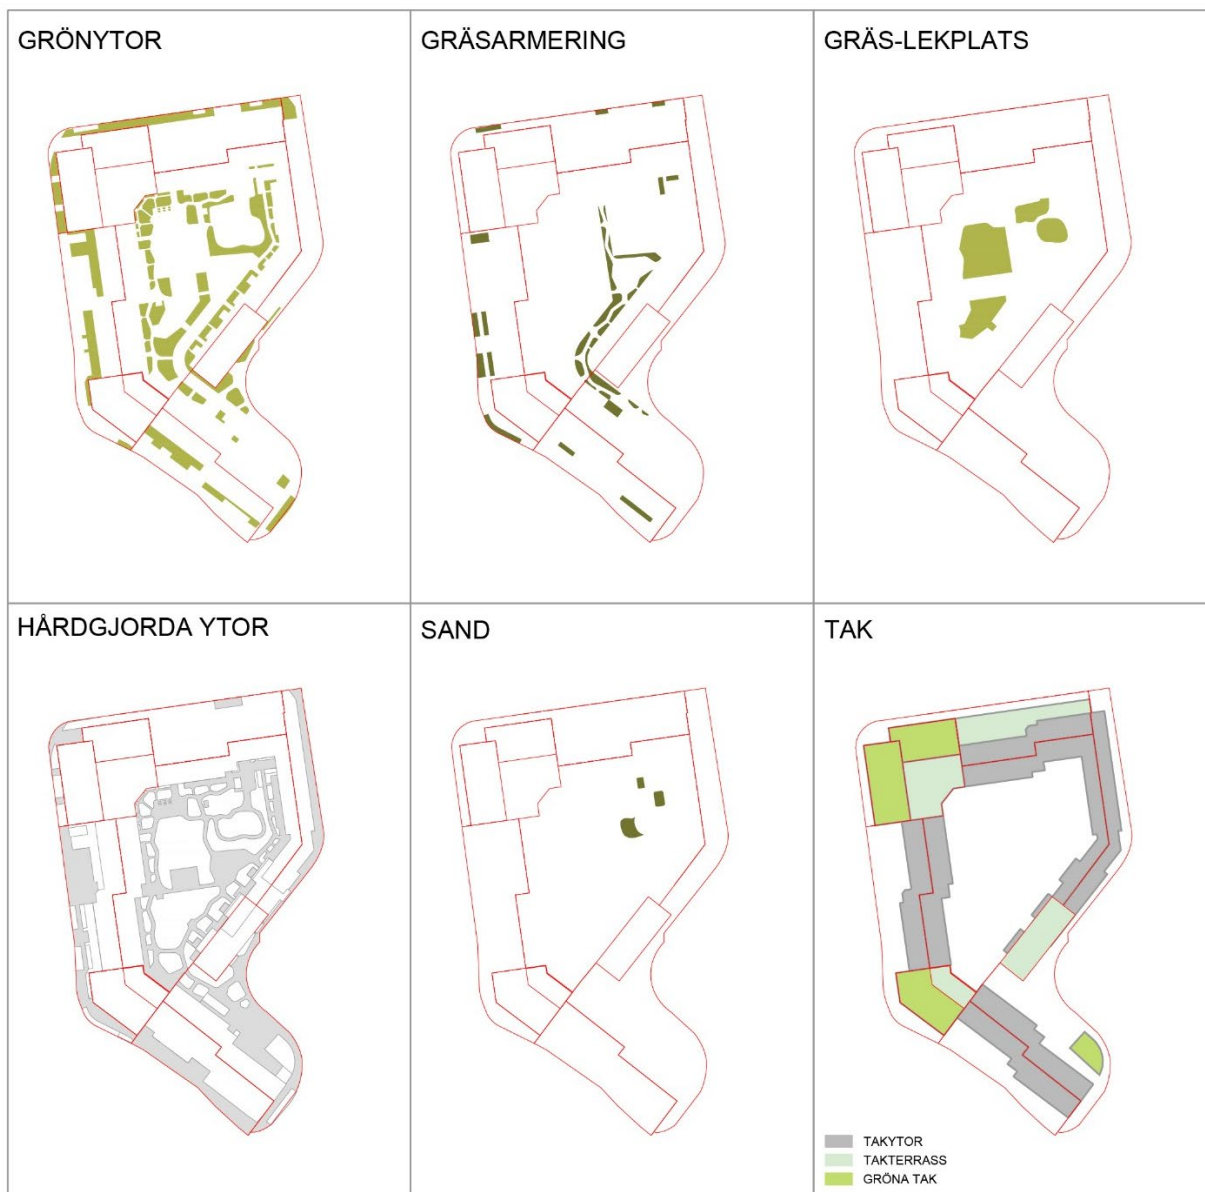 GRÖNYTOR
GRÄSARMERING
GRÄS-LEKPLATS
HÅRDGJORDA YTOR
SAND
TAK
TAKYTOR
TAKTERRASS
GRÖNA TAK